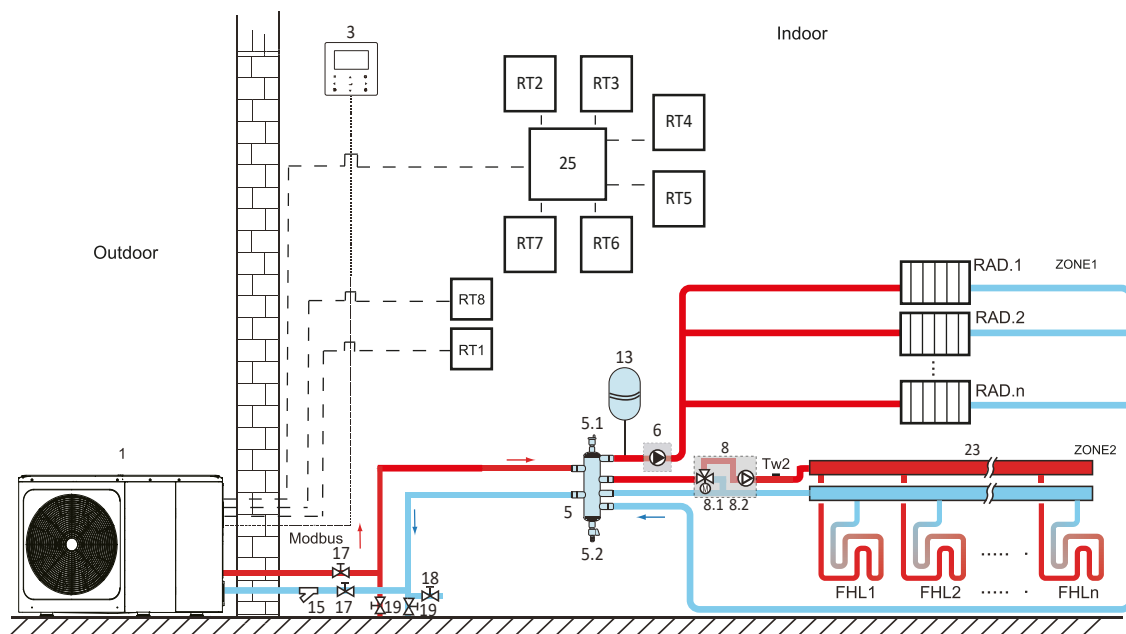 3
Indoor
RT2
RT3
RT4
25
RT5
RT7
RT6
Outdoor
RT8
RT1
RAD.1
ZONE1
RAD.2
RAD.n
13
5.1
6
8
Tw2
23
ZONE2
1
5
8.1
8.2
5.2
Modbus
17
15
17
19
18
19
FHL1
FHL2
FHLn